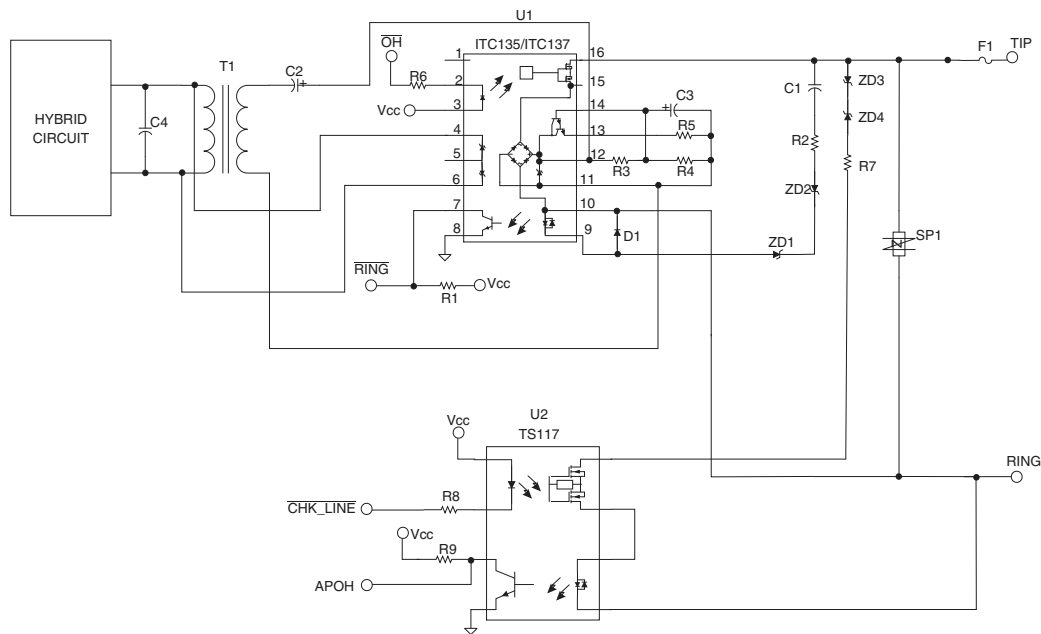 U1
ITC135/ITC137
HYBRID
CIRCUIT
T1
C2
+
C4
OH
R6
Vcc
1
2
3
4
5
6
7
8
16
15
14
13
12
11
10
9
+
C3
R5
R3
R4
D1
ZD1
C1
R2
ZD2
ZD3
ZD4
R7
F1
TIP
SP1
RING
R1
Vcc
U2
TS117
Vcc
CHK_LINE
R8
Vcc
R9
APOH
RING